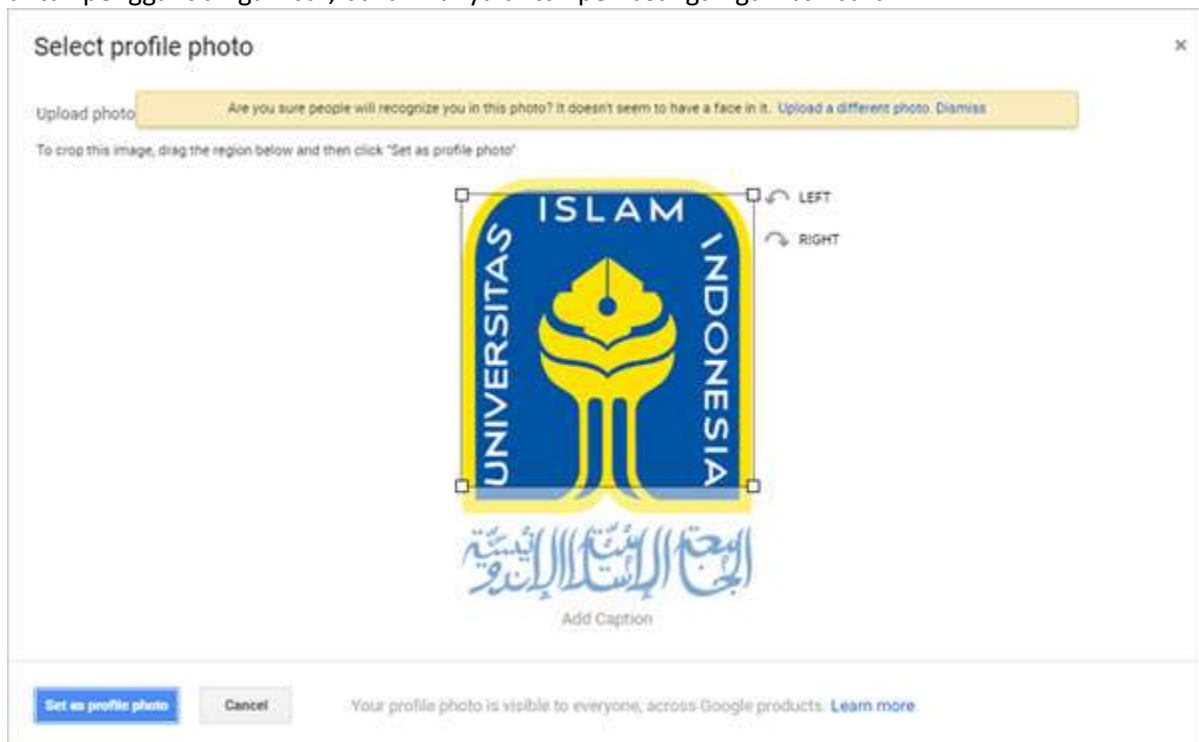 Select profile photo
Upload photo
Are you sure people will recognize you in this photo? It doesn't seem to have a face in it. Upload a different photo. Dismiss
To crop this image, drag the region below and then click "Set as profile photo"
LEFT
RIGHT
UNIVERSITAS ISLAM INDONESIA
الجامعة الإسلامية الإندونيسية
Add Caption
Set as profile photo
Cancel
Your profile photo is visible to everyone, across Google products. Learn more